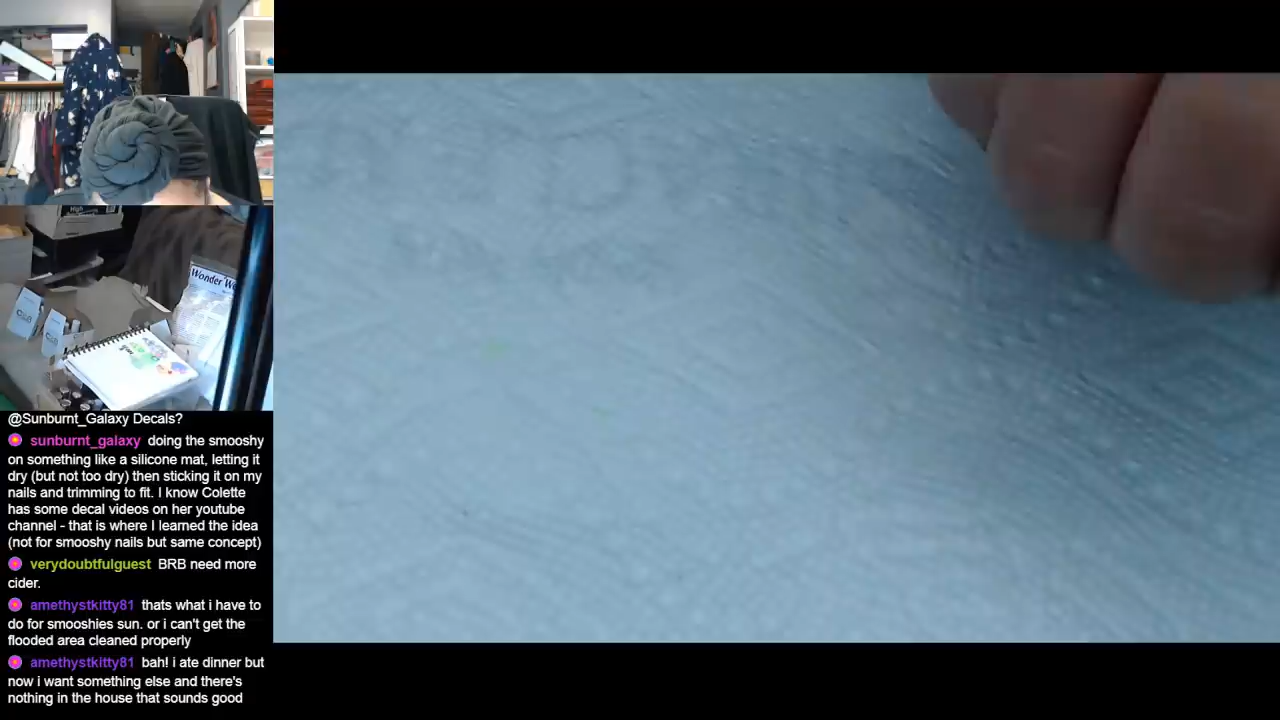 High
Wonder We
@Sunburnt_Galaxy Decals?
sunburnt_galaxy doing the smooshy
on something like a silicone mat, letting it
dry (but not too dry) then sticking it on my
nails and trimming to fit. I know Colette
has some decal videos on her youtube
channel - that is where I learned the idea
(not for smooshy nails but same concept)
verydoubtfulguest BRB need more
cider.
amethystkitty81 thats what i have to
do for smooshies sun. or i can't get the
flooded area cleaned properly
amethystkitty81 bah! i ate dinner but
now i want something else and there's
nothing in the house that sounds good